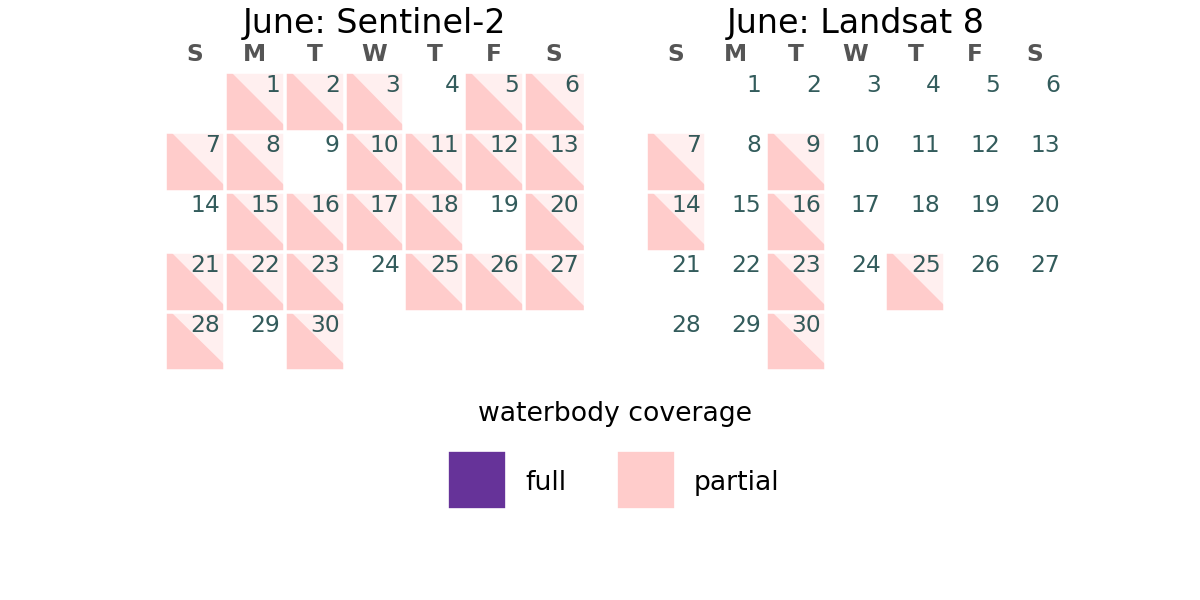 June: Sentinel-2
S M T W T F S
1 2 3 4 5 6
7 8 9 10 11 12 13
14 15 16 17 18 19 20
21 22 23 24 25 26 27
28 29 30
June: Landsat 8
S M T W T F S
1 2 3 4 5 6
7 8 9 10 11 12 13
14 15 16 17 18 19 20
21 22 23 24 25 26 27
28 29 30
waterbody coverage
full partial